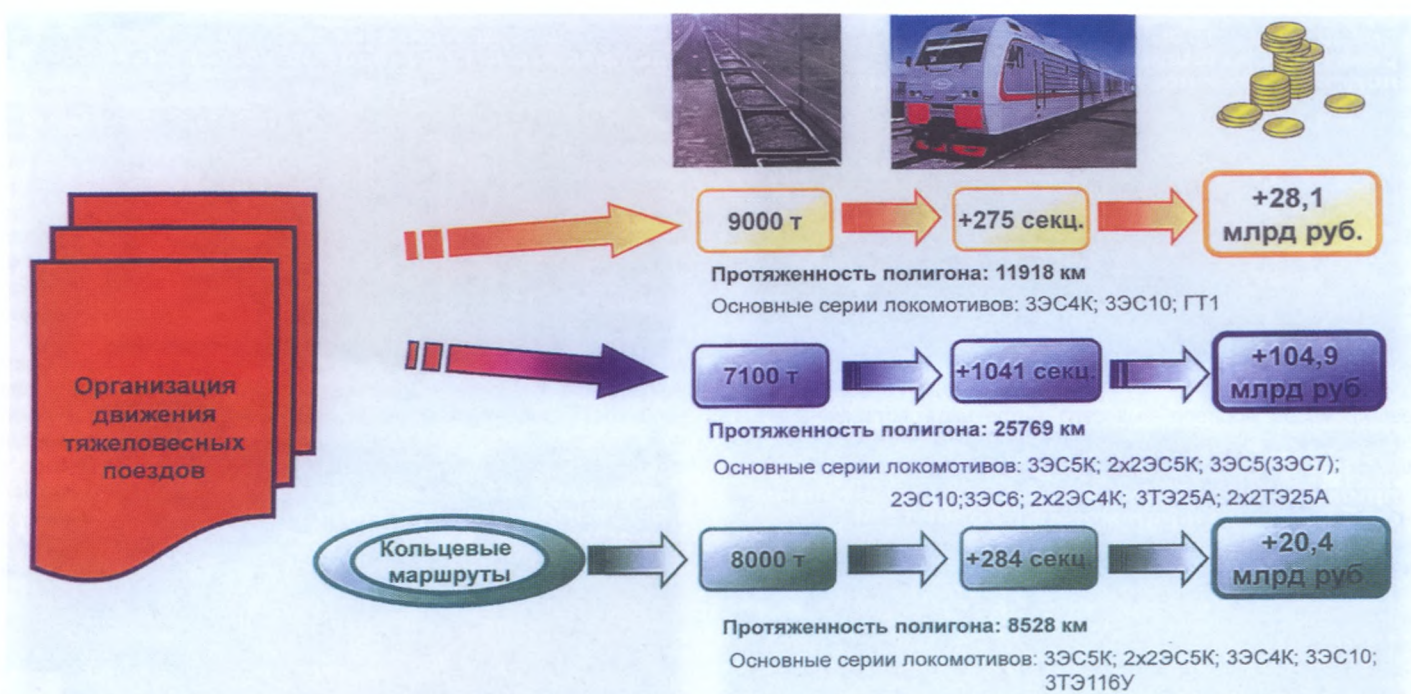 9000 т
+275 секц.
+28,1
млрд руб.
Протяженность полигона: 11918 км
Основные серии локомотивов: 3ЭС4К; 3ЭС10; ГТ1
Организация
движения
тяжеловесных
поездов
7100 т
+1041 секц.
+104,9
млрд руб.
Протяженность полигона: 25769 км
Основные серии локомотивов: 3ЭС5К; 2х2ЭС5К; 3ЭС5(3ЭС7);
2ЭС10;3ЭС6; 2х2ЭС4К; 3ТЭ25А; 2х2ТЭ25А
Кольцевые
маршруты
8000 т
+284 секц.
+20,4
млрд руб.
Протяженность полигона: 8528 км
Основные серии локомотивов: 3ЭС5К; 2х2ЭС5К; 3ЭС4К; 3ЭС10;
3ТЭ116У